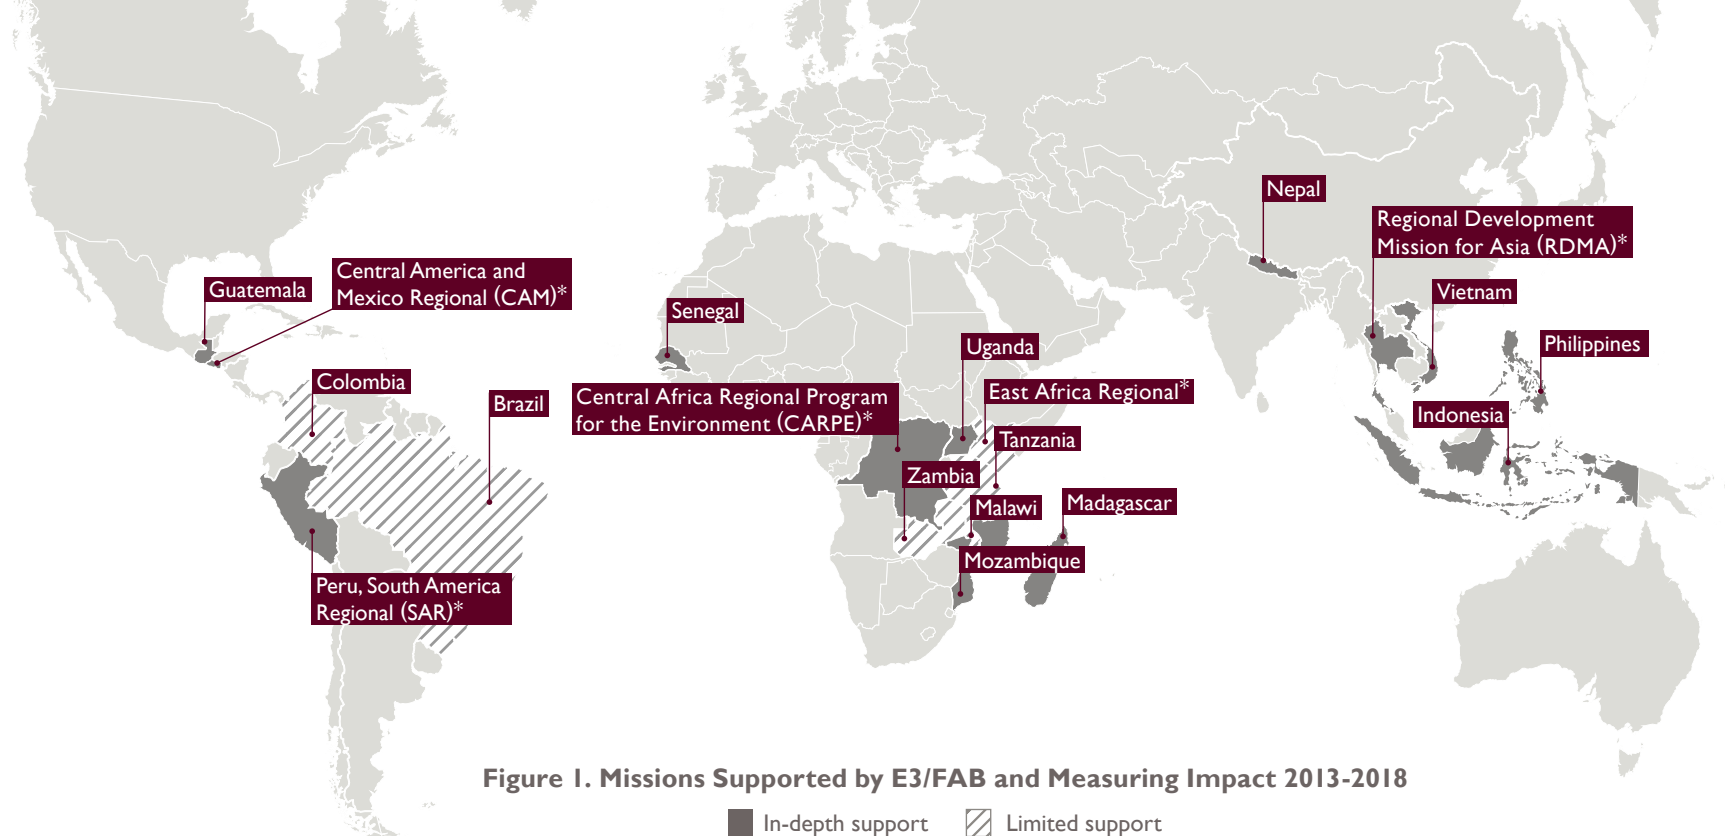 Nepal
Regional Development
Mission for Asia (RDMA)*
Central America and
Mexico Regional (CAM)*
Guatemala
Vietnam
Senegal
Philippines
Uganda
Colombia
Brazil
Central Africa Regional Program
for the Environment (CARPE)*
East Africa Regional*
Indonesia
Tanzania
Zambia
Malawi
Madagascar
Mozambique
Peru, South America
Regional (SAR)*
Figure 1. Missions Supported by E3/FAB and Measuring Impact 2013-2018
In-depth support
Limited support